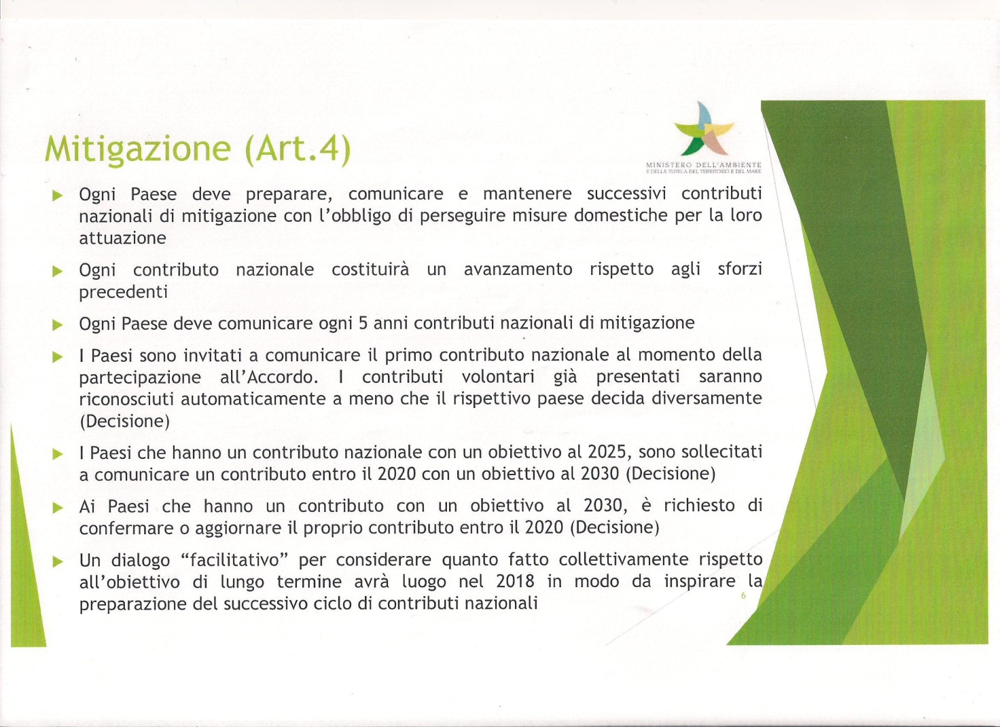 MINISTERO DELL'AMBIENTE
E DELLA TUTELA DEL TERRITORIO E DEL MARE
Mitigazione (Art.4)
Ogni Paese deve preparare, comunicare e mantenere successivi contributi
nazionali di mitigazione con l'obbligo di perseguire misure domestiche per la loro
attuazione
Ogni contributo nazionale costituirà un avanzamento rispetto agli sforzi
precedenti
Ogni Paese deve comunicare ogni 5 anni contributi nazionali di mitigazione
I Paesi sono invitati a comunicare il primo contributo nazionale al momento della
partecipazione all'Accordo. I contributi volontari già presentati saranno
riconosciuti automaticamente a meno che il rispettivo paese decida diversamente
(Decisione)
I Paesi che hanno un contributo nazionale con un obiettivo al 2025, sono sollecitati
a comunicare un contributo entro il 2020 con un obiettivo al 2030 (Decisione)
Ai Paesi che hanno un contributo con un obiettivo al 2030, è richiesto di
confermare o aggiornare il proprio contributo entro il 2020 (Decisione)
Un dialogo “facilitativo” per considerare quanto fatto collettivamente rispetto
all'obiettivo di lungo termine avrà luogo nel 2018 in modo da inspirare la
preparazione del successivo ciclo di contributi nazionali
6